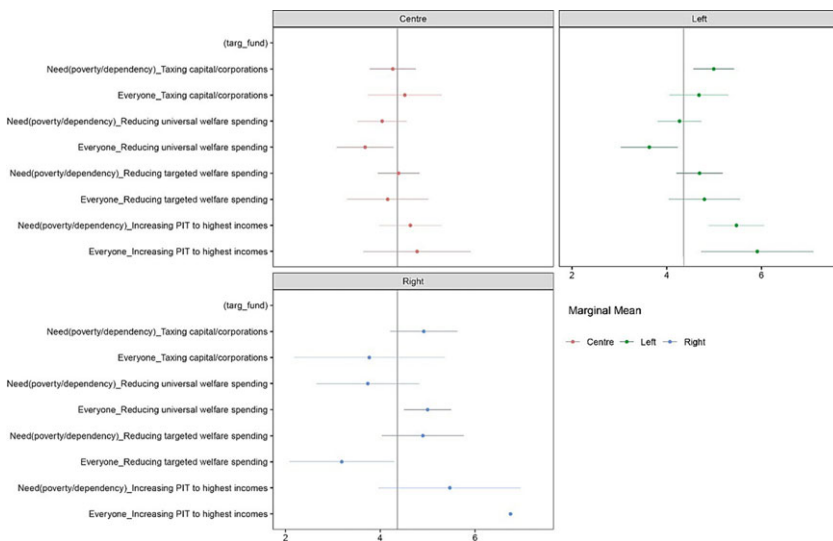 Centre
Left
(targ_fund)
Need(poverty/dependency)_Taxing capital/corporations
Everyone_Taxing capital/corporations
Need(poverty/dependency)_Reducing universal welfare spending
Everyone_Reducing universal welfare spending
Need(poverty/dependency)_Reducing targeted welfare spending
Everyone_Reducing targeted welfare spending
Need(poverty/dependency)_Increasing PIT to highest incomes
Everyone_Increasing PIT to highest incomes
2 4 6
Right
(targ_fund)
Need(poverty/dependency)_Taxing capital/corporations
Everyone_Taxing capital/corporations
Need(poverty/dependency)_Reducing universal welfare spending
Everyone_Reducing universal welfare spending
Need(poverty/dependency)_Reducing targeted welfare spending
Everyone_Reducing targeted welfare spending
Need(poverty/dependency)_Increasing PIT to highest incomes
Everyone_Increasing PIT to highest incomes
2 4 6
Marginal Mean
Centre Left Right